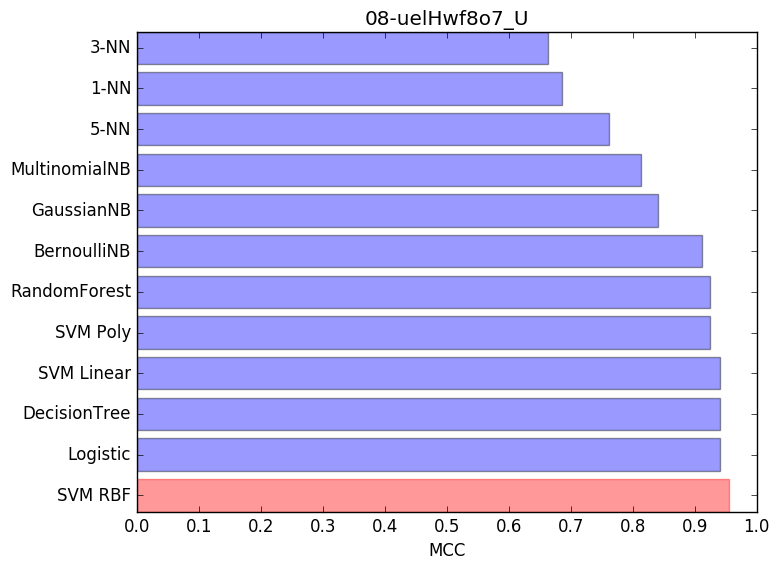 08-uelHwf8o7_U
3-NN
1-NN
5-NN
MultinomialNB
GaussianNB
BernoulliNB
RandomForest
SVM Poly
SVM Linear
DecisionTree
Logistic
SVM RBF
0.0 0.1 0.2 0.3 0.4 0.5 0.6 0.7 0.8 0.9 1.0
MCC